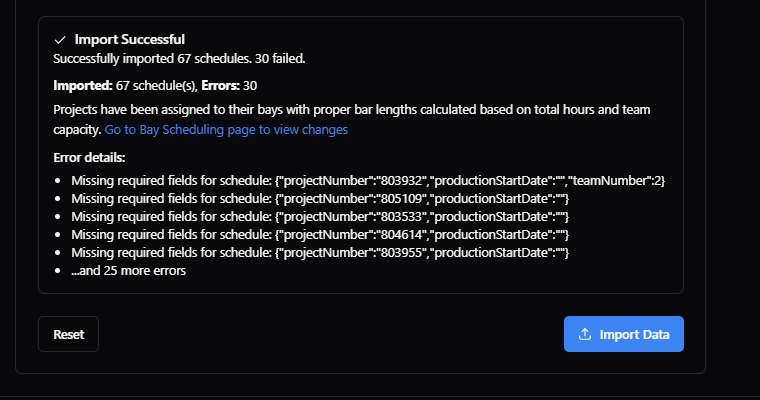 Import Successful
Successfully imported 67 schedules. 30 failed.
Imported: 67 schedule(s), Errors: 30
Projects have been assigned to their bays with proper bar lengths calculated based on total hours and team
capacity. Go to Bay Scheduling page to view changes
Error details:
• Missing required fields for schedule: {"projectNumber":"803932","productionStartDate":"","teamNumber":2}
• Missing required fields for schedule: {"projectNumber":"805109","productionStartDate":""}
• Missing required fields for schedule: {"projectNumber":"803533","productionStartDate":""}
• Missing required fields for schedule: {"projectNumber":"804614","productionStartDate":""}
• Missing required fields for schedule: {"projectNumber":"803955","productionStartDate":""}
• ...and 25 more errors
Reset
Import Data